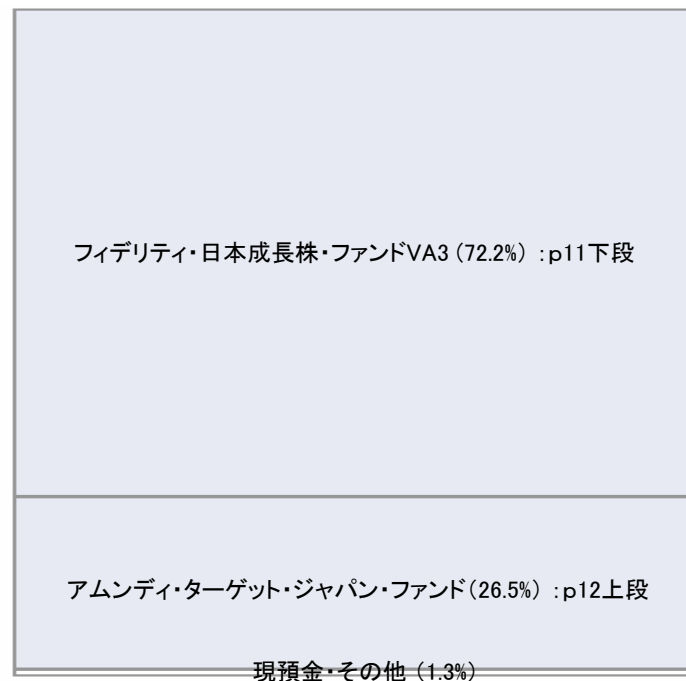 フィデリティ・日本成長株・ファンドVA3 (72.2%) :p11下段
アムンディ・ターゲット・ジャパン・ファンド(26.5%) :p12上段
現預金・その他 (1.3%)